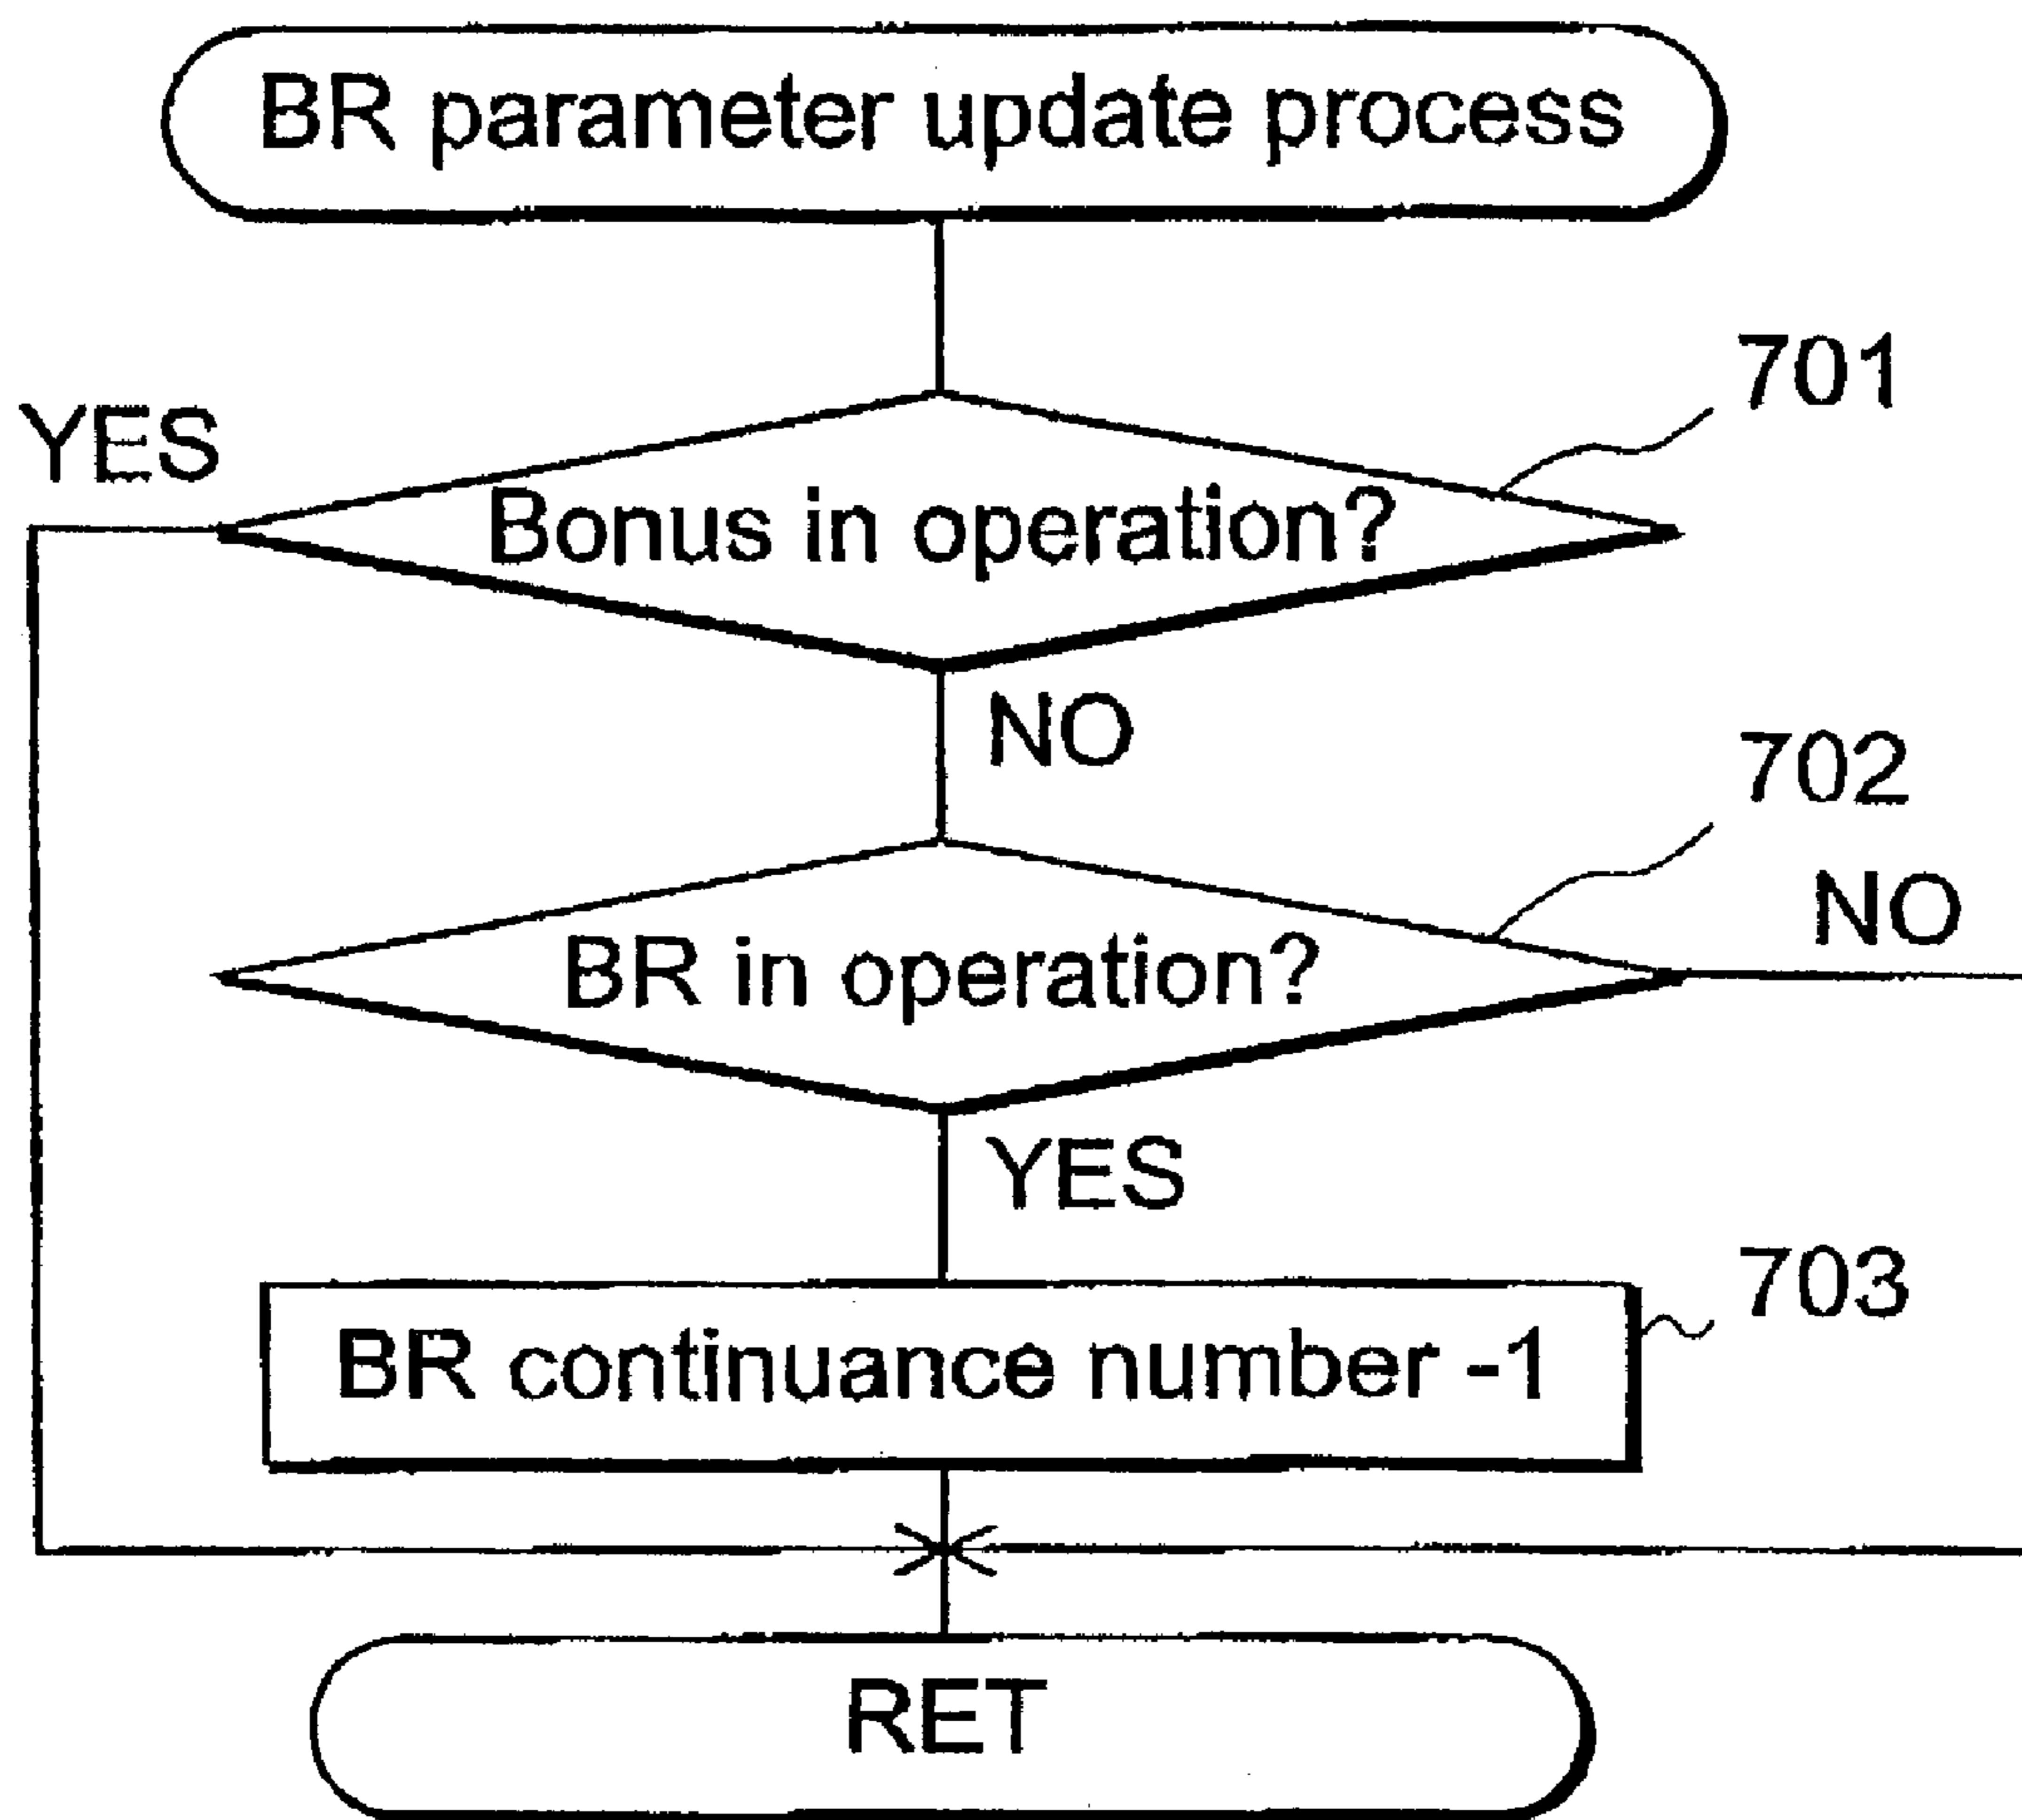 BR parameter update process
701
YES
Bonus in operation?
NO
702
NO
BR in operation?
YES
703
BR continuance number -1
RET